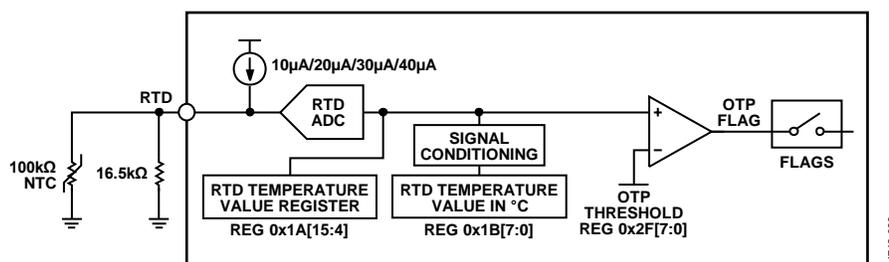 10µA/20µA/30µA/40µA
RTD
RTD
ADC
OTP
FLAG
+
−
SIGNAL
CONDITIONING
FLAGS
100kΩ
NTC
16.5kΩ
RTD TEMPERATURE
VALUE REGISTER
RTD TEMPERATURE
VALUE IN °C
OTP
THRESHOLD
REG 0x2F[7:0]
REG 0x1A[15:4]
REG 0x1B[7:0]